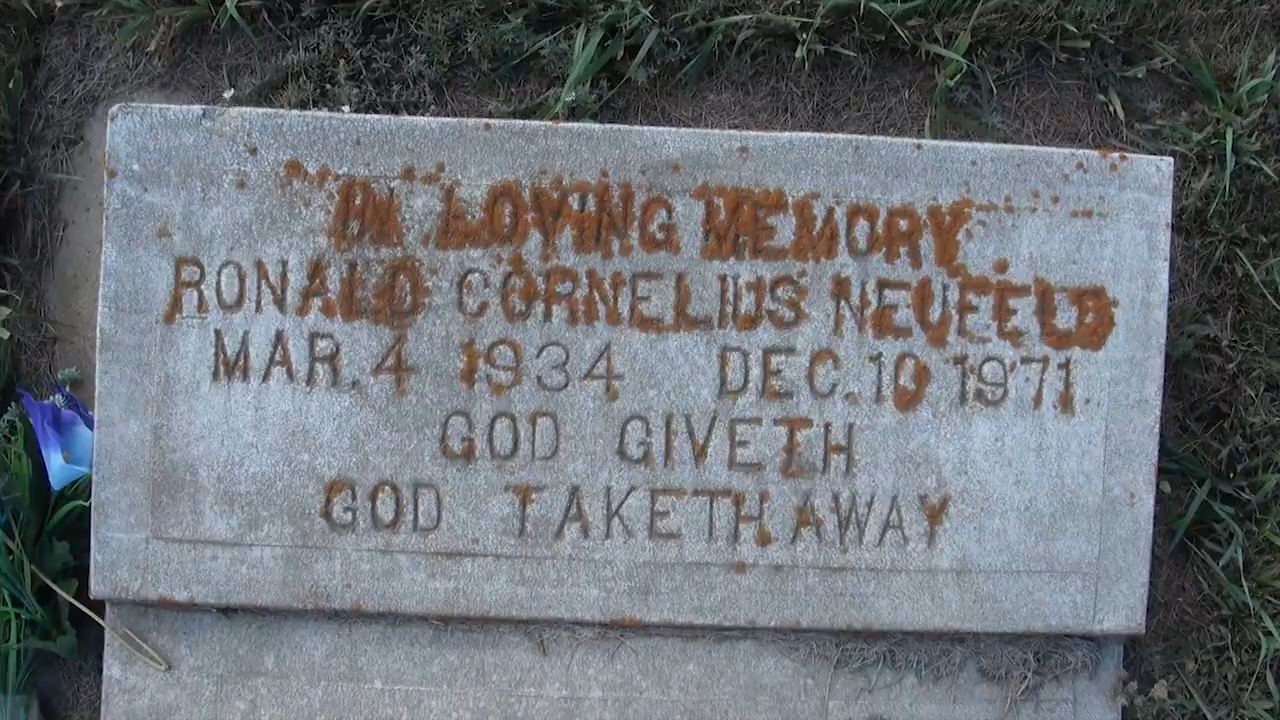 IN LOVING MEMORY
RONALD CORNELIUS NEUFELD
MAR. 4 1934 DEC. 10 1971.
GOD GIVETH
GOD TAKETH AWAY